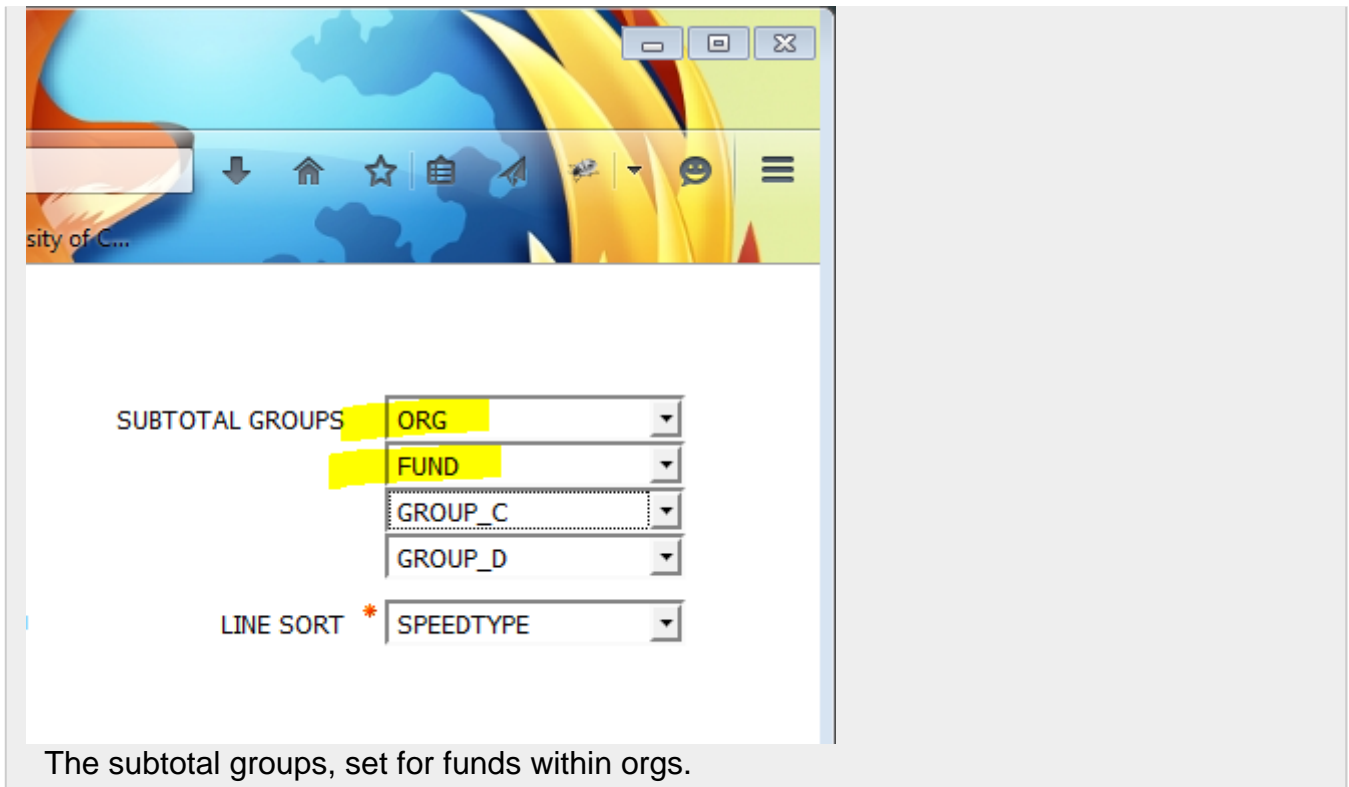 sity of C...
SUBTOTAL GROUPS ORG
FUND
GROUP_C
GROUP_D
LINE SORT * SPEEDTYPE
The subtotal groups, set for funds within orgs.